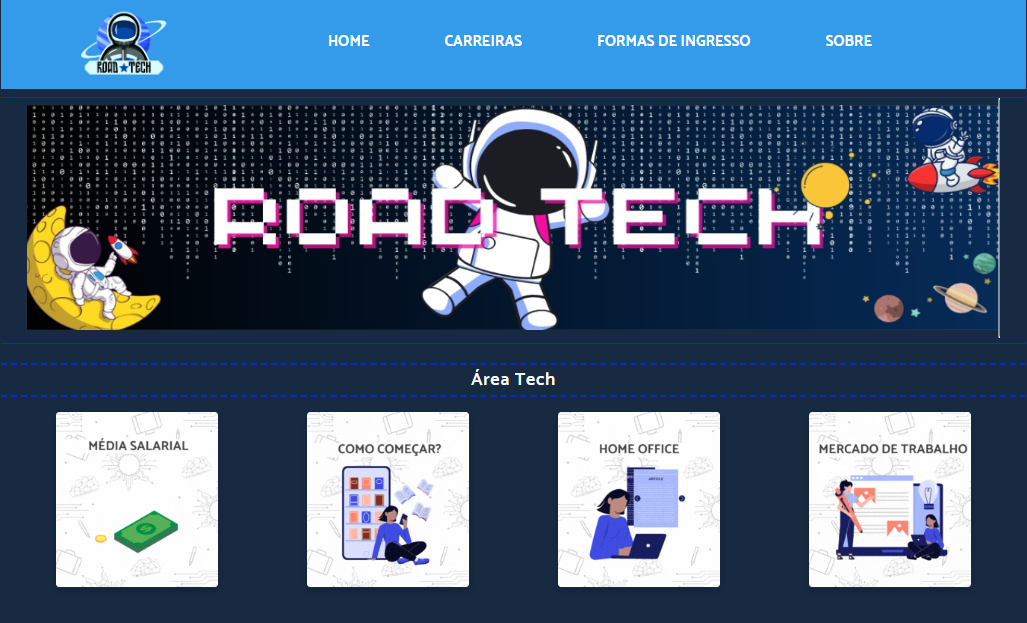 ROAD★TECH
HOME
CARREIRAS
FORMAS DE INGRESSO
SOBRE
ROAD TECH
Área Tech
MÉDIA SALARIAL
COMO COMEÇAR?
HOME OFFICE
ARTICLE
MERCADO DE TRABALHO